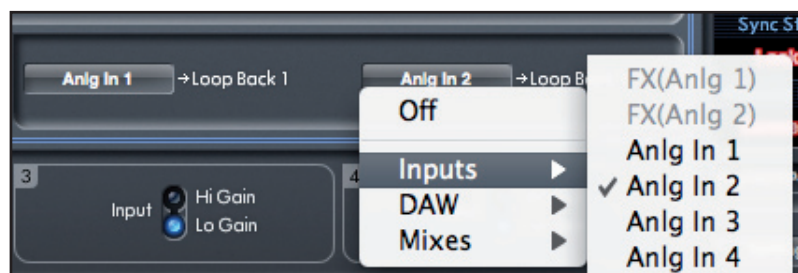 Sync St
Anlg In 1 →Loop Back 1
Anlg In 2 →Loop B
Off
Inputs
DAW
Mixes
FX(Anlg 1)
FX(Anlg 2)
Anlg In 1
✓ Anlg In 2
Anlg In 3
Anlg In 4
3
Input
Hi Gain
Lo Gain
4